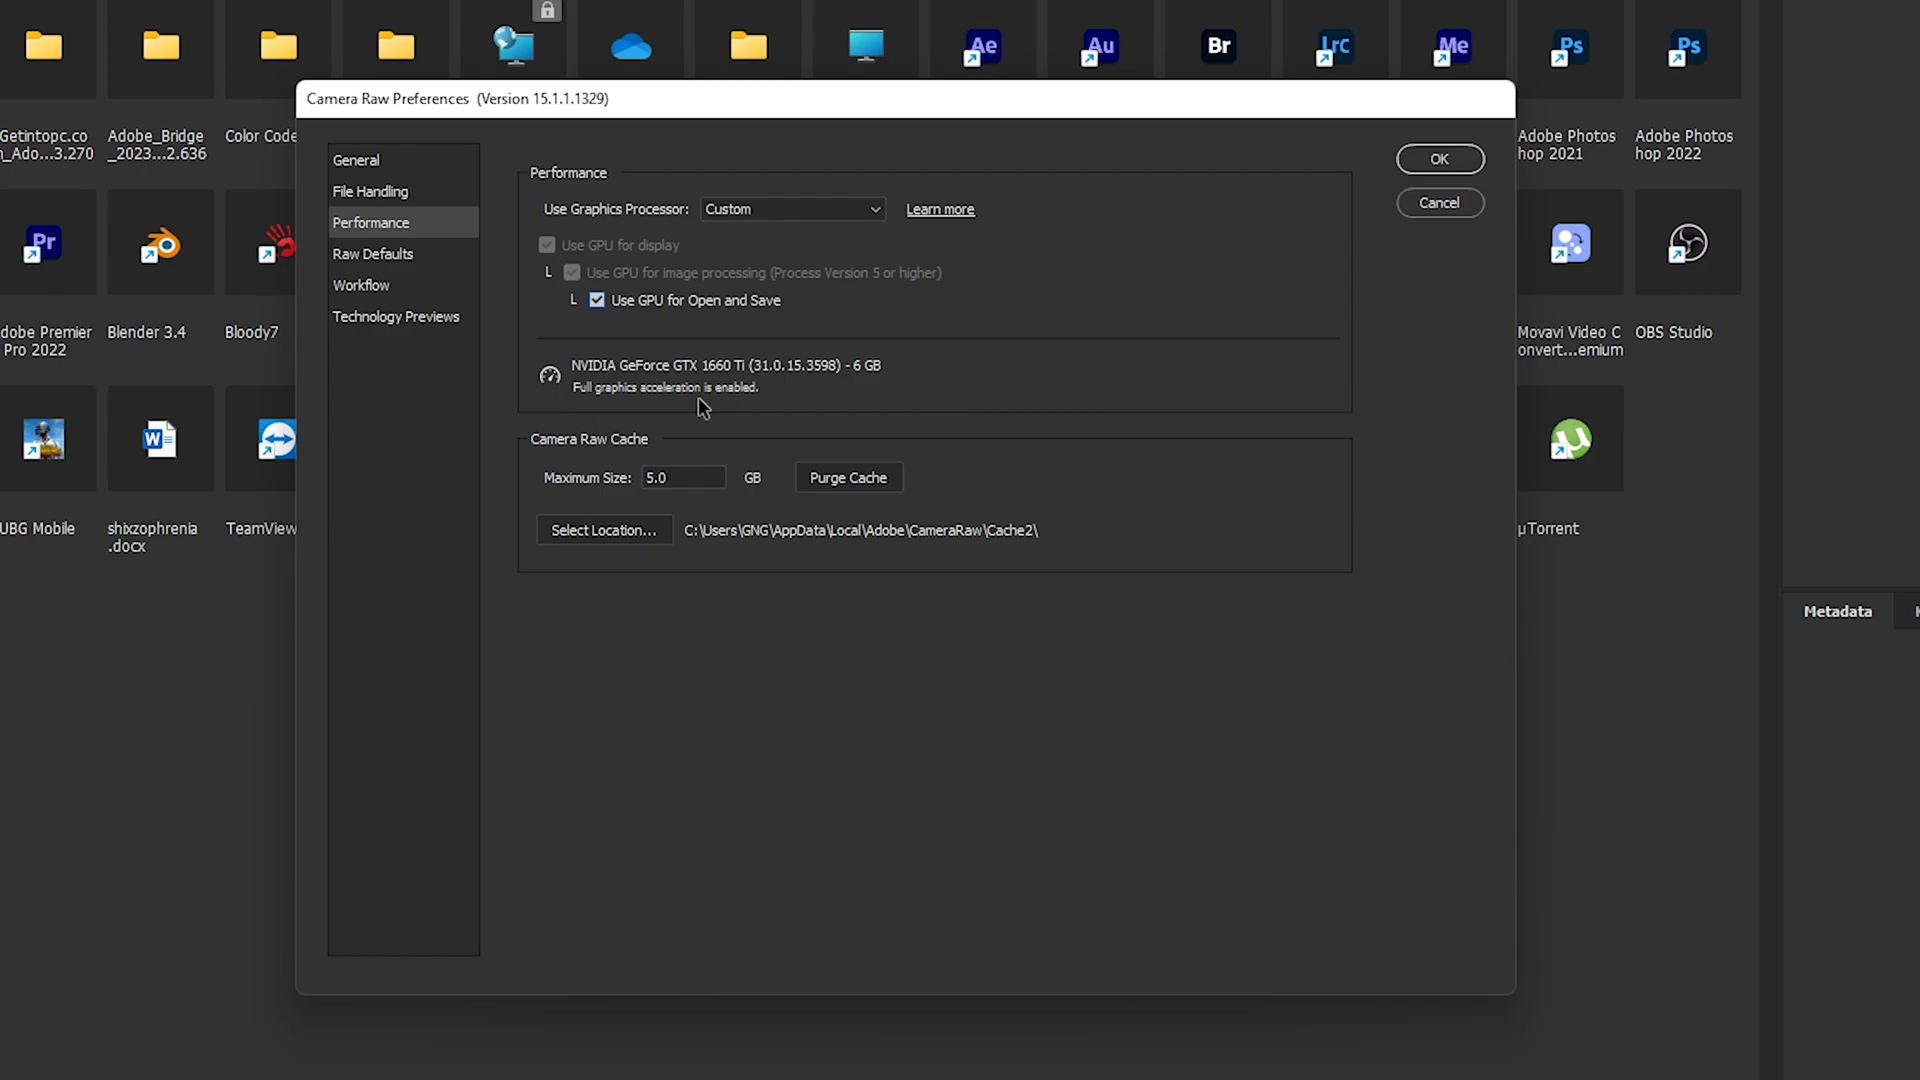 Ae
Au
Br
LrC
Me
Ps
Ps
Camera Raw Preferences (Version 15.1.1.1329)
Getintopc.co
_Ado...3.270
Adobe_Bridge
_2023...2.636
Color Code
Adobe Photos
hop 2021
Adobe Photos
hop 2022
General
File Handling
Performance
Raw Defaults
Workflow
Technology Previews
Performance
Use Graphics Processor: Custom Learn more
Use GPU for display
L Use GPU for image processing (Process Version 5 or higher)
L Use GPU for Open and Save
NVIDIA GeForce GTX 1660 Ti (31.0.15.3598) - 6 GB
Full graphics acceleration is enabled.
Camera Raw Cache
Maximum Size: 5.0 GB Purge Cache
Select Location... C:\Users\GNG\AppData\Local\Adobe\CameraRaw\Cache2\
OK
Cancel
Pr
dobe Premier
Pro 2022
Blender 3.4
Bloody7
Movavi Video C
onvert...emium
OBS Studio
W
UBG Mobile
shixzophrenia
.docx
TeamView
µTorrent
Metadata